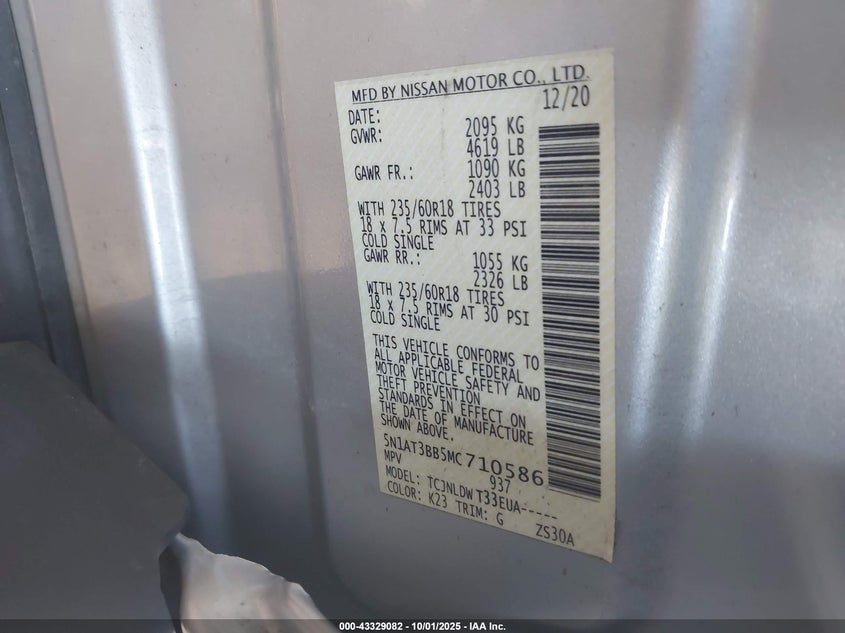 MFD BY NISSAN MOTOR CO., LTD.
DATE: 12/20
GVWR: 2095 KG
4619 LB
GAWR FR.: 1090 KG
2403 LB
WITH 235/60R18 TIRES
18 x 7.5 RIMS AT 33 PSI
COLD SINGLE
GAWR RR.: 1055 KG
2326 LB
WITH 235/60R18 TIRES
18 x 7.5 RIMS AT 30 PSI
COLD SINGLE
THIS VEHICLE CONFORMS TO
ALL APPLICABLE FEDERAL
MOTOR VEHICLE SAFETY AND
THEFT PREVENTION
STANDARDS IN EFFECT ON
THE DATE OF MANUFACTURE
SHOWN ABOVE.
5N1AT3BB5MC710586
MPV 937
MODEL: TCJNLDWT33EUA-----
COLOR: K23 TRIM: G ZS30A
000-43329082 - 10/01/2025 - IAA Inc.